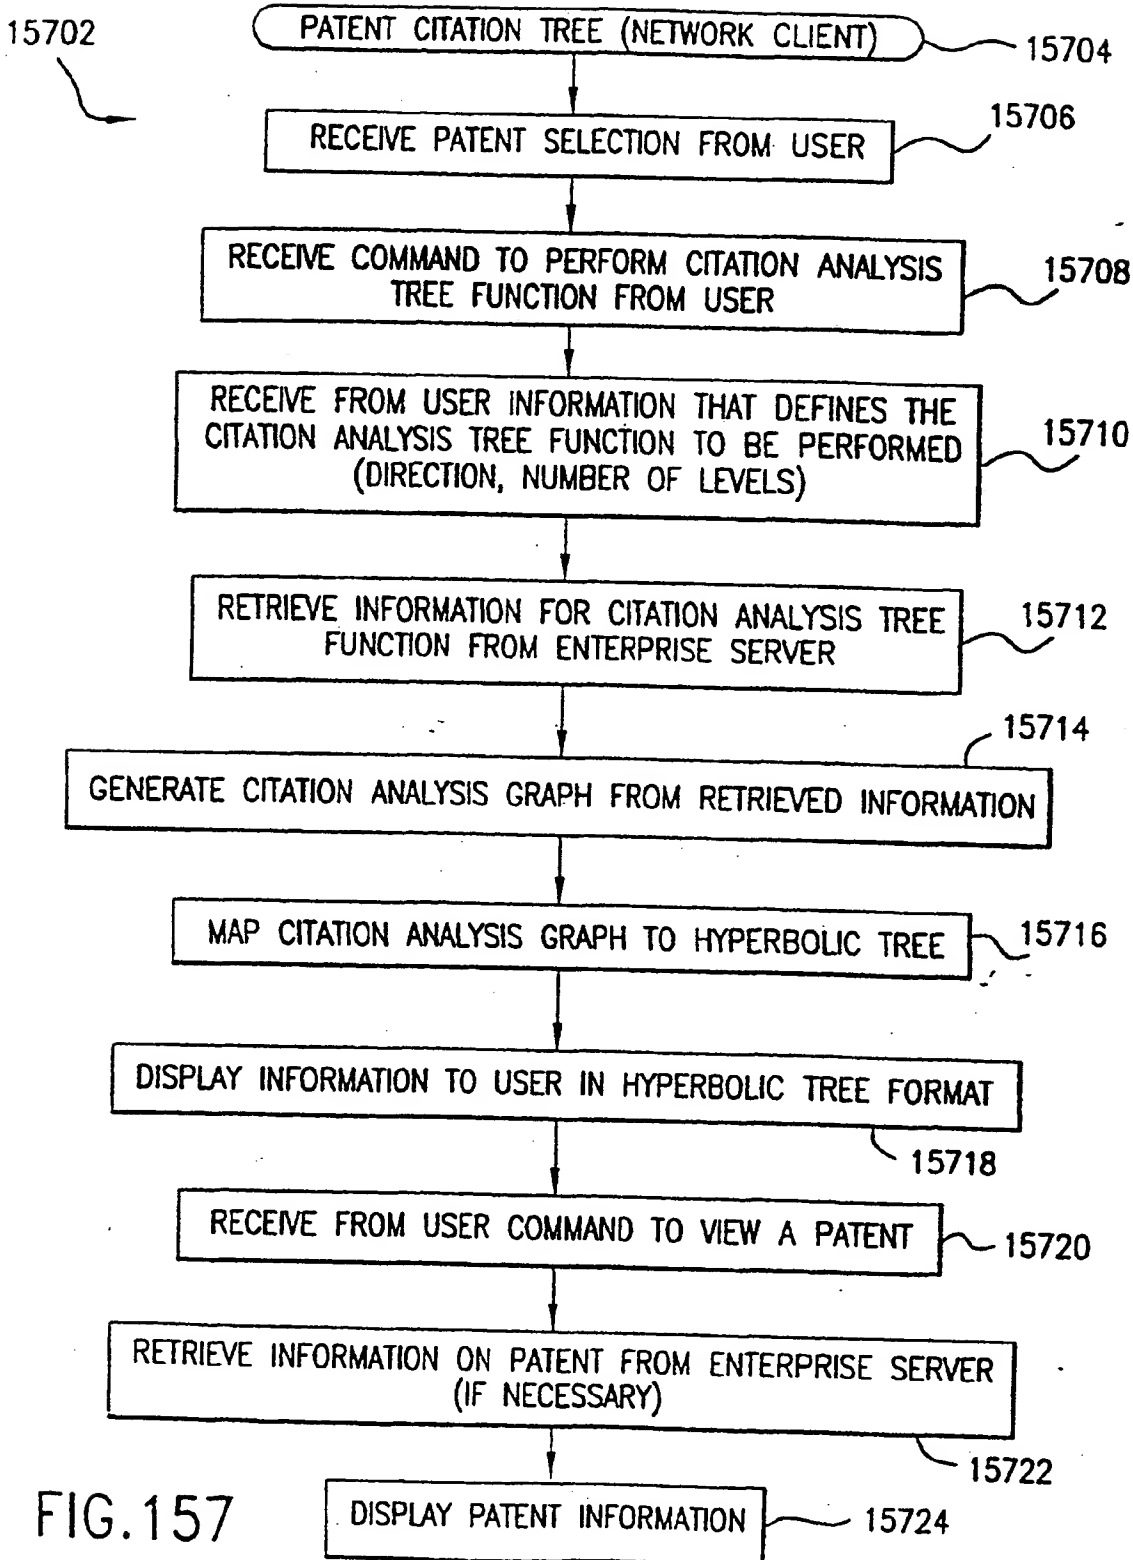 15702
PATENT CITATION TREE (NETWORK CLIENT)
15704
RECEIVE PATENT SELECTION FROM USER
15706
RECEIVE COMMAND TO PERFORM CITATION ANALYSIS
TREE FUNCTION FROM USER
15708
RECEIVE FROM USER INFORMATION THAT DEFINES THE
CITATION ANALYSIS TREE FUNCTION TO BE PERFORMED
(DIRECTION, NUMBER OF LEVELS)
15710
RETRIEVE INFORMATION FOR CITATION ANALYSIS TREE
FUNCTION FROM ENTERPRISE SERVER
15712
15714
GENERATE CITATION ANALYSIS GRAPH FROM RETRIEVED INFORMATION
MAP CITATION ANALYSIS GRAPH TO HYPERBOLIC TREE
15716
DISPLAY INFORMATION TO USER IN HYPERBOLIC TREE FORMAT
15718
RECEIVE FROM USER COMMAND TO VIEW A PATENT
15720
RETRIEVE INFORMATION ON PATENT FROM ENTERPRISE SERVER
(IF NECESSARY)
15722
DISPLAY PATENT INFORMATION
15724
FIG.157